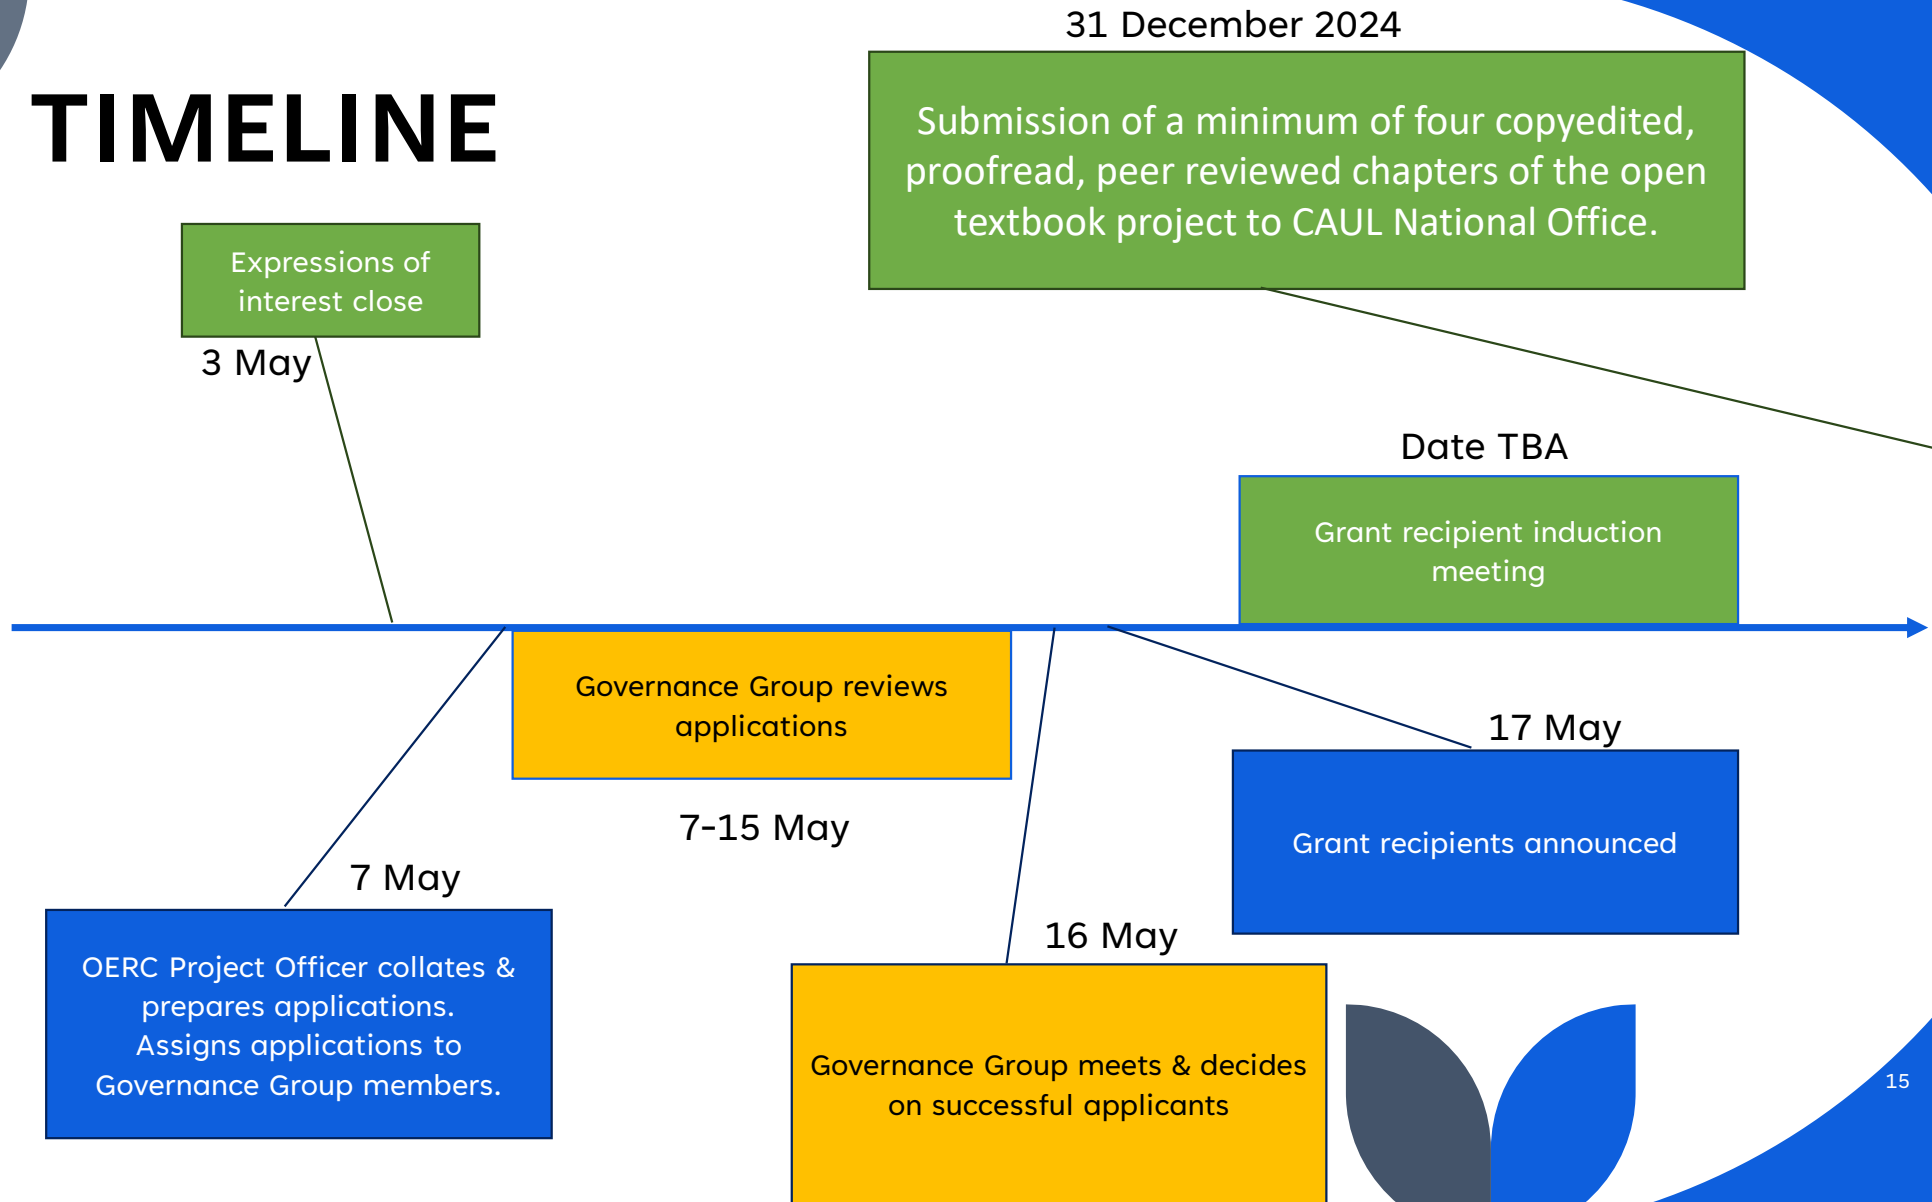 TIMELINE
31 December 2024
Submission of a minimum of four copyedited,
proofread, peer reviewed chapters of the open
textbook project to CAUL National Office.
Expressions of
interest close
3 May
Date TBA
Grant recipient induction
meeting
Governance Group reviews
applications
7-15 May
17 May
Grant recipients announced
7 May
OERC Project Officer collates &
prepares applications.
Assigns applications to
Governance Group members.
16 May
Governance Group meets & decides
on successful applicants
15